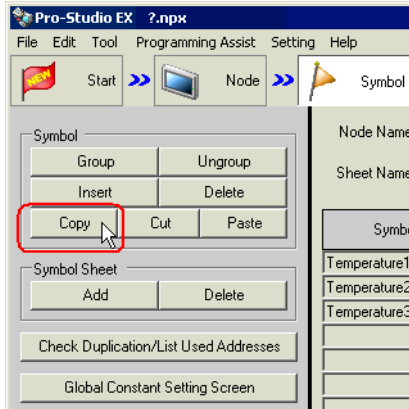 Pro-Studio EX ?.npx
File Edit Tool Programming Assist Setting Help
NEW Start Node Symbol
Symbol
Group Ungroup
Insert Delete
Copy Cut Paste
Symbol Sheet
Add Delete
Check Duplication/List Used Addresses
Global Constant Setting Screen
Node Name
Sheet Name
Symbo
Temperature1
Temperature2
Temperature3